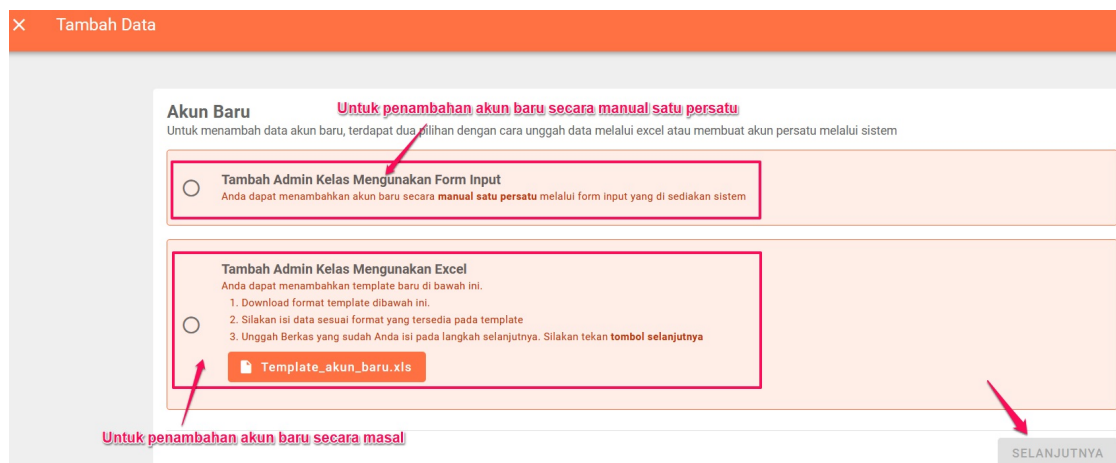 Tambah Data
Akun Baru
Untuk penambahan akun baru secara manual satu persatu
Untuk menambah data akun baru, terdapat dua pilihan dengan cara unggah data melalui excel atau membuat akun persatu melalui sistem
Tambah Admin Kelas Mengunakan Form Input
Anda dapat menambahkan akun baru secara manual satu persatu melalui form input yang di sediakan sistem
Tambah Admin Kelas Mengunakan Excel
Anda dapat menambahkan template baru di bawah ini.
1. Download format template dibawah ini.
2. Silakan isi data sesuai format yang tersedia pada template
3. Unggah Berkas yang sudah Anda isi pada langkah selanjutnya. Silakan tekan tombol selanjutnya
Template_akun_baru.xls
Untuk penambahan akun baru secara masal
SELANJUTNYA